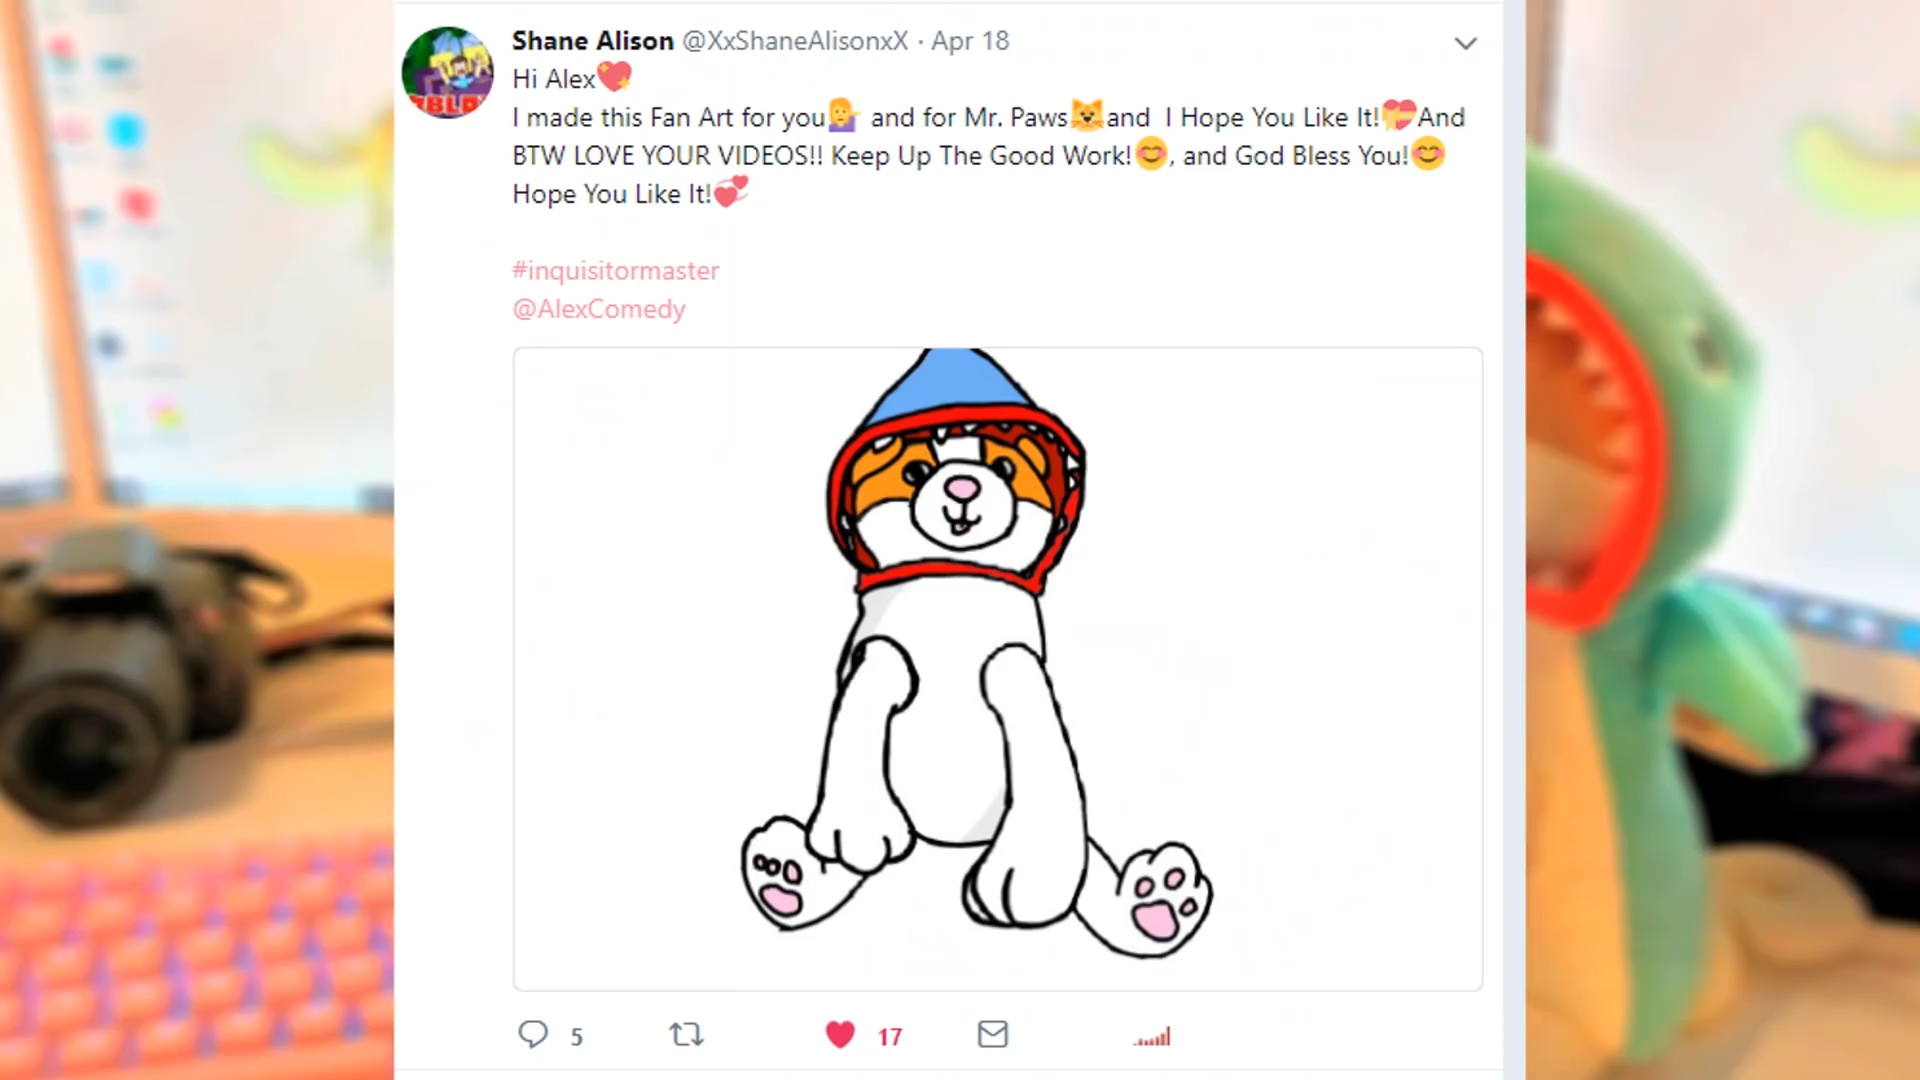 Shane Alison @XxShaneAlisonxX · Apr 18
Hi Alex💖
I made this Fan Art for you💁 and for Mr. Paws😺and I Hope You Like It!💝And
BTW LOVE YOUR VIDEOS!! Keep Up The Good Work!😊, and God Bless You!😊
Hope You Like It!💞
#inquisitormaster
@AlexComedy
5 17